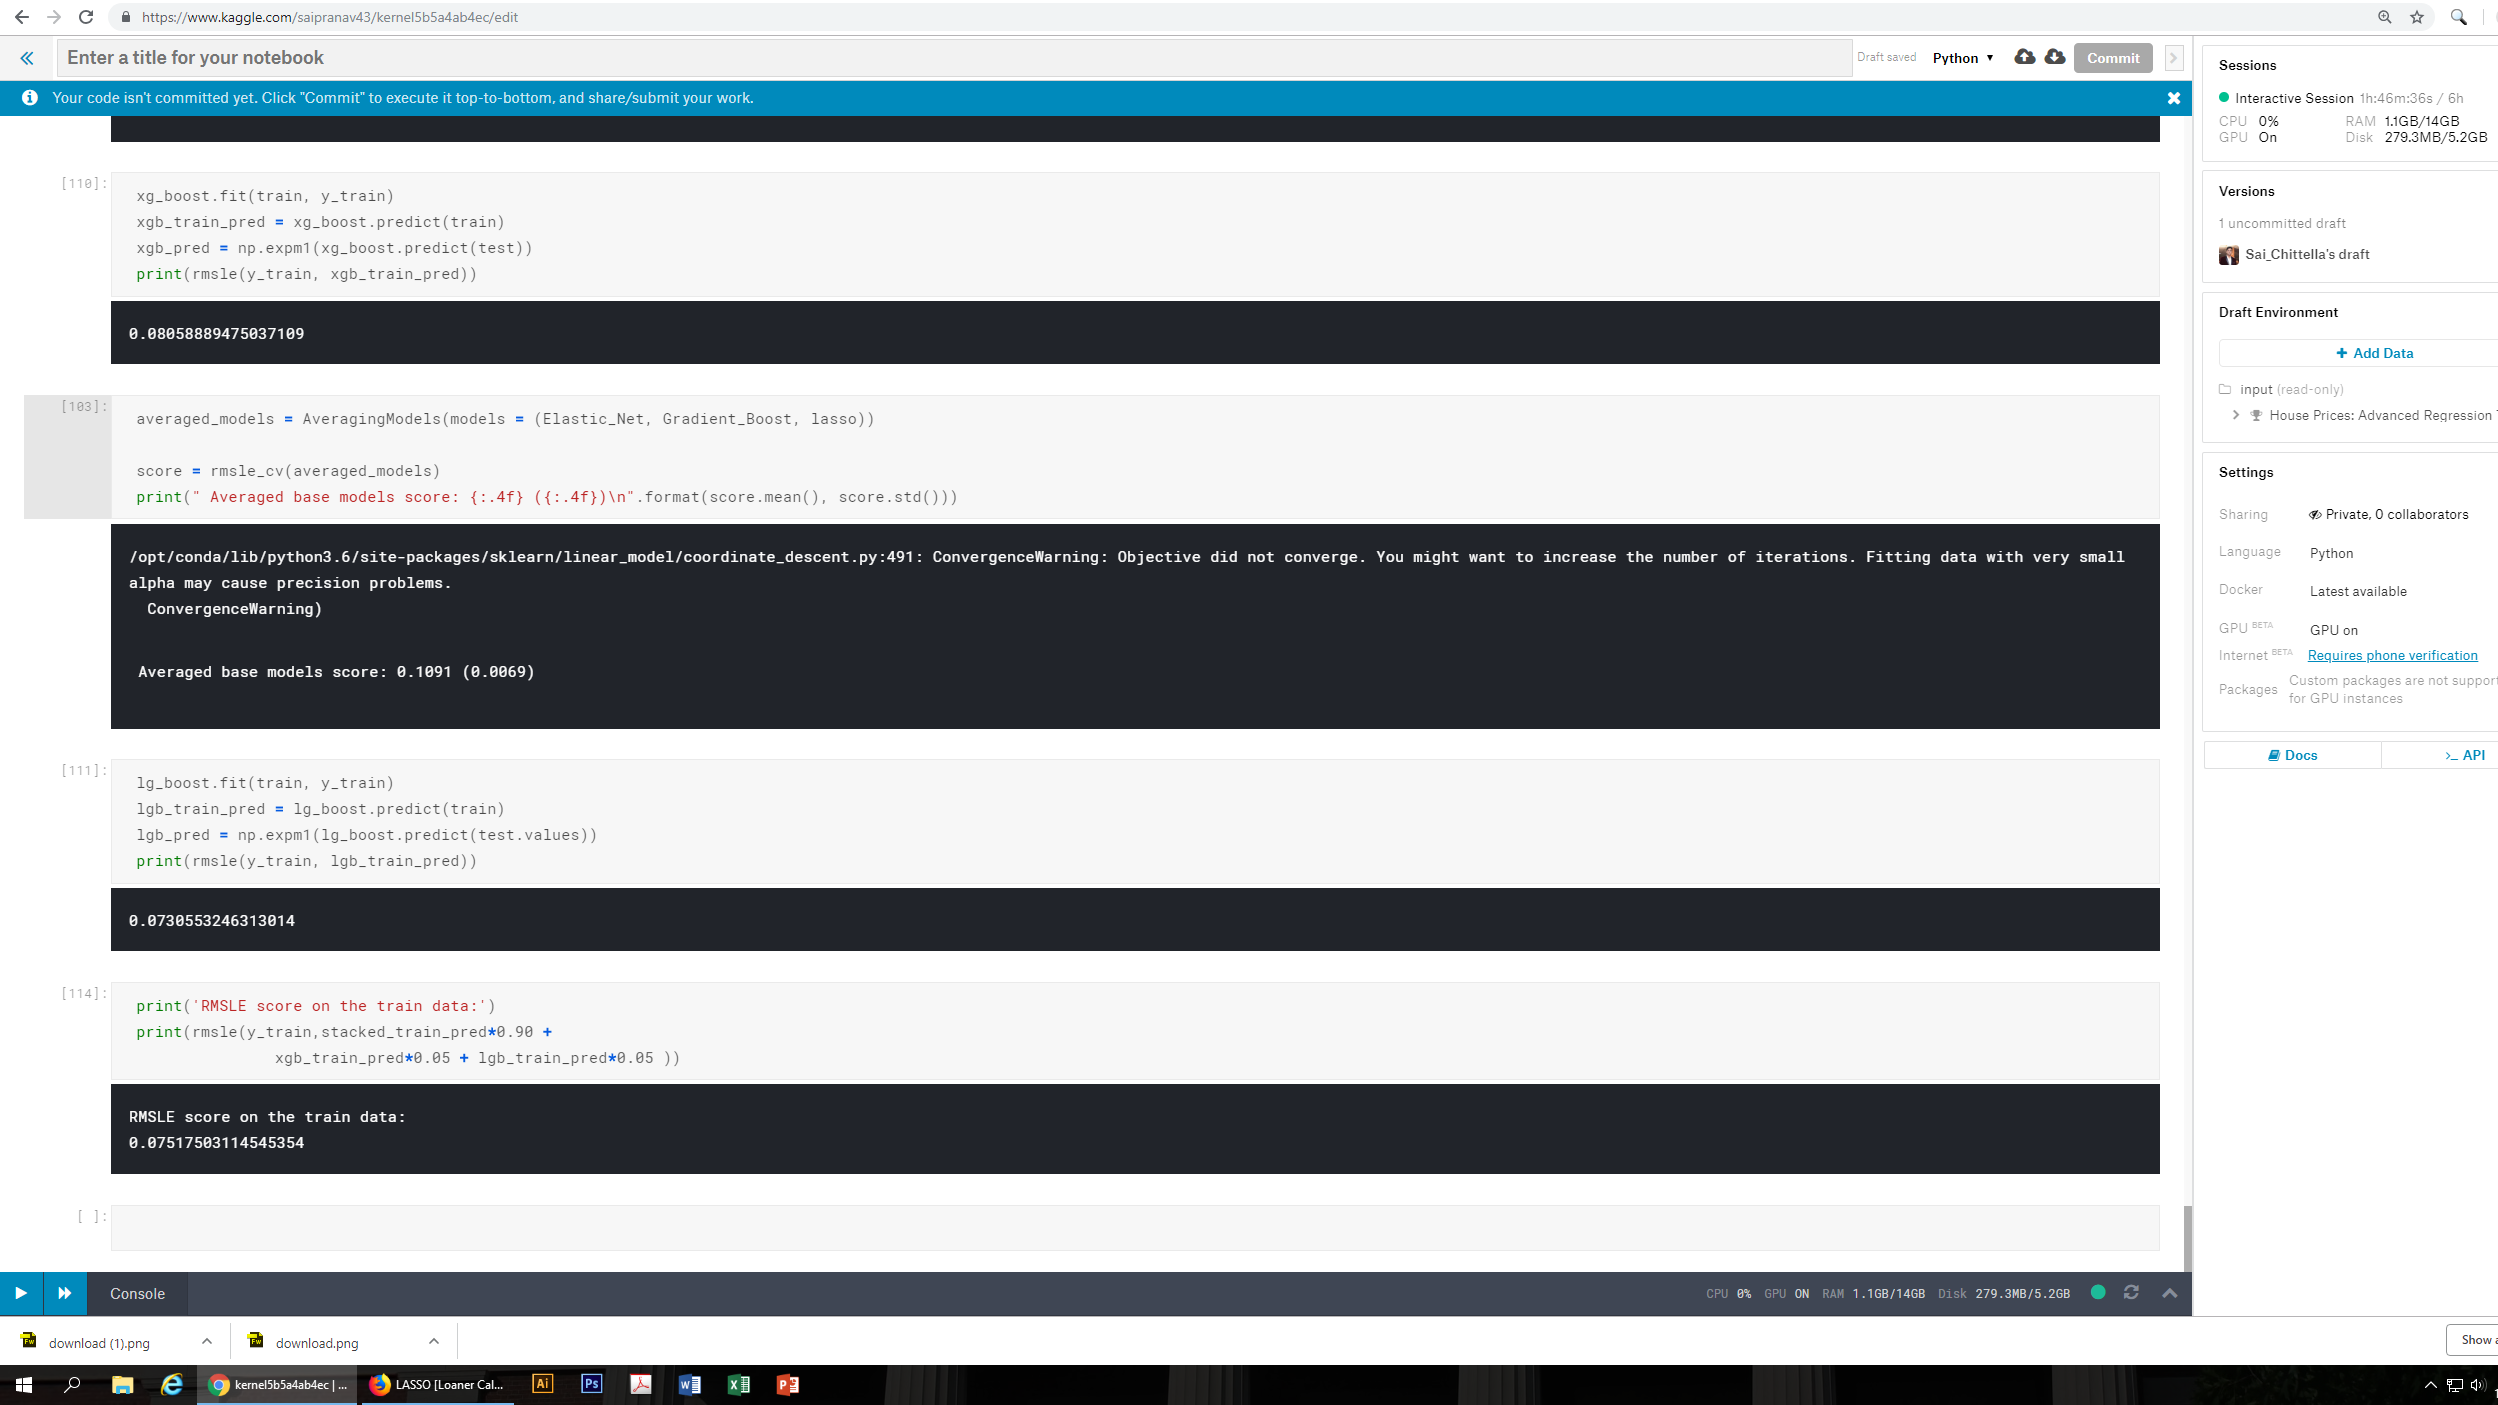 https://www.kaggle.com/saipranav43/kernel5b5a4ab4ec/edit
Enter a title for your notebook
Draft saved
Python
Commit
Your code isn't committed yet. Click "Commit" to execute it top-to-bottom, and share/submit your work.
[110]:
xg_boost.fit(train, y_train)
xgb_train_pred = xg_boost.predict(train)
xgb_pred = np.expm1(xg_boost.predict(test))
print(rmsle(y_train, xgb_train_pred))
0.08058889475037109
[103]:
averaged_models = AveragingModels(models = (Elastic_Net, Gradient_Boost, lasso))
score = rmsle_cv(averaged_models)
print(" Averaged base models score: {:.4f} ({:.4f})\n".format(score.mean(), score.std()))
/opt/conda/lib/python3.6/site-packages/sklearn/linear_model/coordinate_descent.py:491: ConvergenceWarning: Objective did not converge. You might want to increase the number of iterations. Fitting data with very small
alpha may cause precision problems.
ConvergenceWarning)
Averaged base models score: 0.1091 (0.0069)
[111]:
lg_boost.fit(train, y_train)
lgb_train_pred = lg_boost.predict(train)
lgb_pred = np.expm1(lg_boost.predict(test.values))
print(rmsle(y_train, lgb_train_pred))
0.0730553246313014
[114]:
print('RMSLE score on the train data:')
print(rmsle(y_train,stacked_train_pred*0.90 +
xgb_train_pred*0.05 + lgb_train_pred*0.05 ))
RMSLE score on the train data:
0.07517503114545354
[ ]:
Console
CPU 0% GPU ON RAM 1.1GB/14GB Disk 279.3MB/5.2GB
Sessions
Interactive Session 1h:46m:36s / 6h
CPU 0% RAM 1.1GB/14GB
GPU On Disk 279.3MB/5.2GB
Versions
1 uncommitted draft
Sai_Chittella's draft
Draft Environment
+ Add Data
input (read-only)
House Prices: Advanced Regression
Settings
Sharing Private, 0 collaborators
Language Python
Docker Latest available
GPU BETA GPU on
Internet BETA Requires phone verification
Packages Custom packages are not support
for GPU instances
Docs
>_ API
download (1).png
download.png
Show a
kernel5b5a4ab4ec | ...
LASSO [Loaner Cal...
Ai
Ps